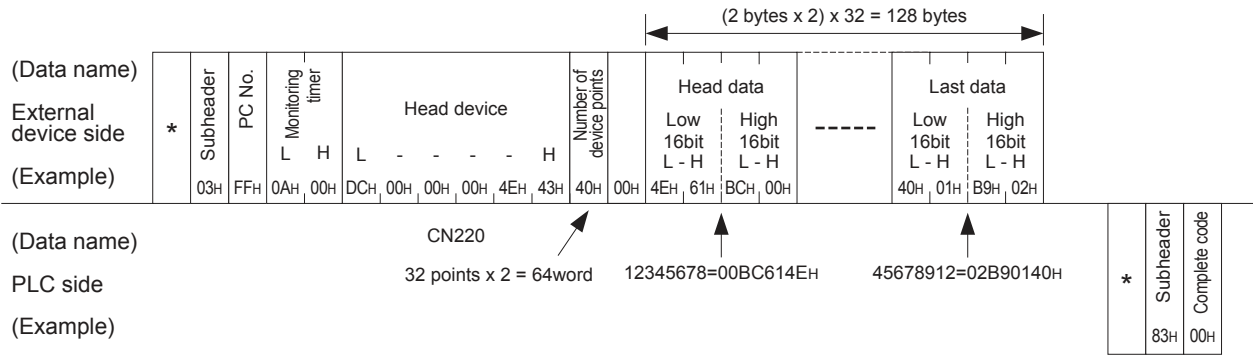 (2 bytes x 2) x 32 = 128 bytes
(Data name)
External
device side
(Example)
*
Subheader
03H
PC No.
FFH
Monitoring
timer
L H
0AH 00H
Head device
L - - - - H
DCH 00H 00H 00H 4EH 43H
Number of
device points
40H
00H
Head data
Low
16bit
L - H
High
16bit
L - H
4EH 61H BCH 00H
Last data
Low
16bit
L - H
High
16bit
L - H
40H 01H B9H 02H
(Data name)
PLC side
(Example)
CN220
32 points x 2 = 64word
12345678=00BC614EH
45678912=02B90140H
*
Subheader
83H
Complete code
00H